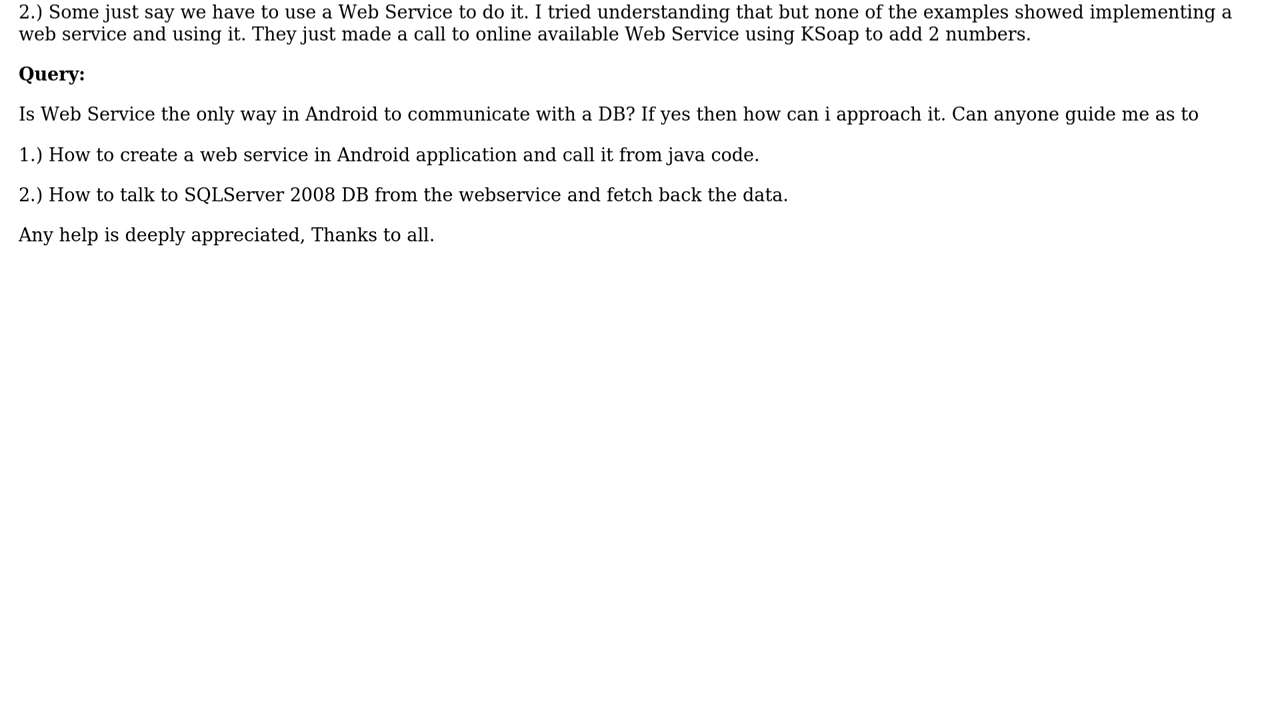 2.) Some just say we have to use a Web Service to do it. I tried understanding that but none of the examples showed implementing a
web service and using it. They just made a call to online available Web Service using KSoap to add 2 numbers.
Query:
Is Web Service the only way in Android to communicate with a DB? If yes then how can i approach it. Can anyone guide me as to
1.) How to create a web service in Android application and call it from java code.
2.) How to talk to SQLServer 2008 DB from the webservice and fetch back the data.
Any help is deeply appreciated, Thanks to all.